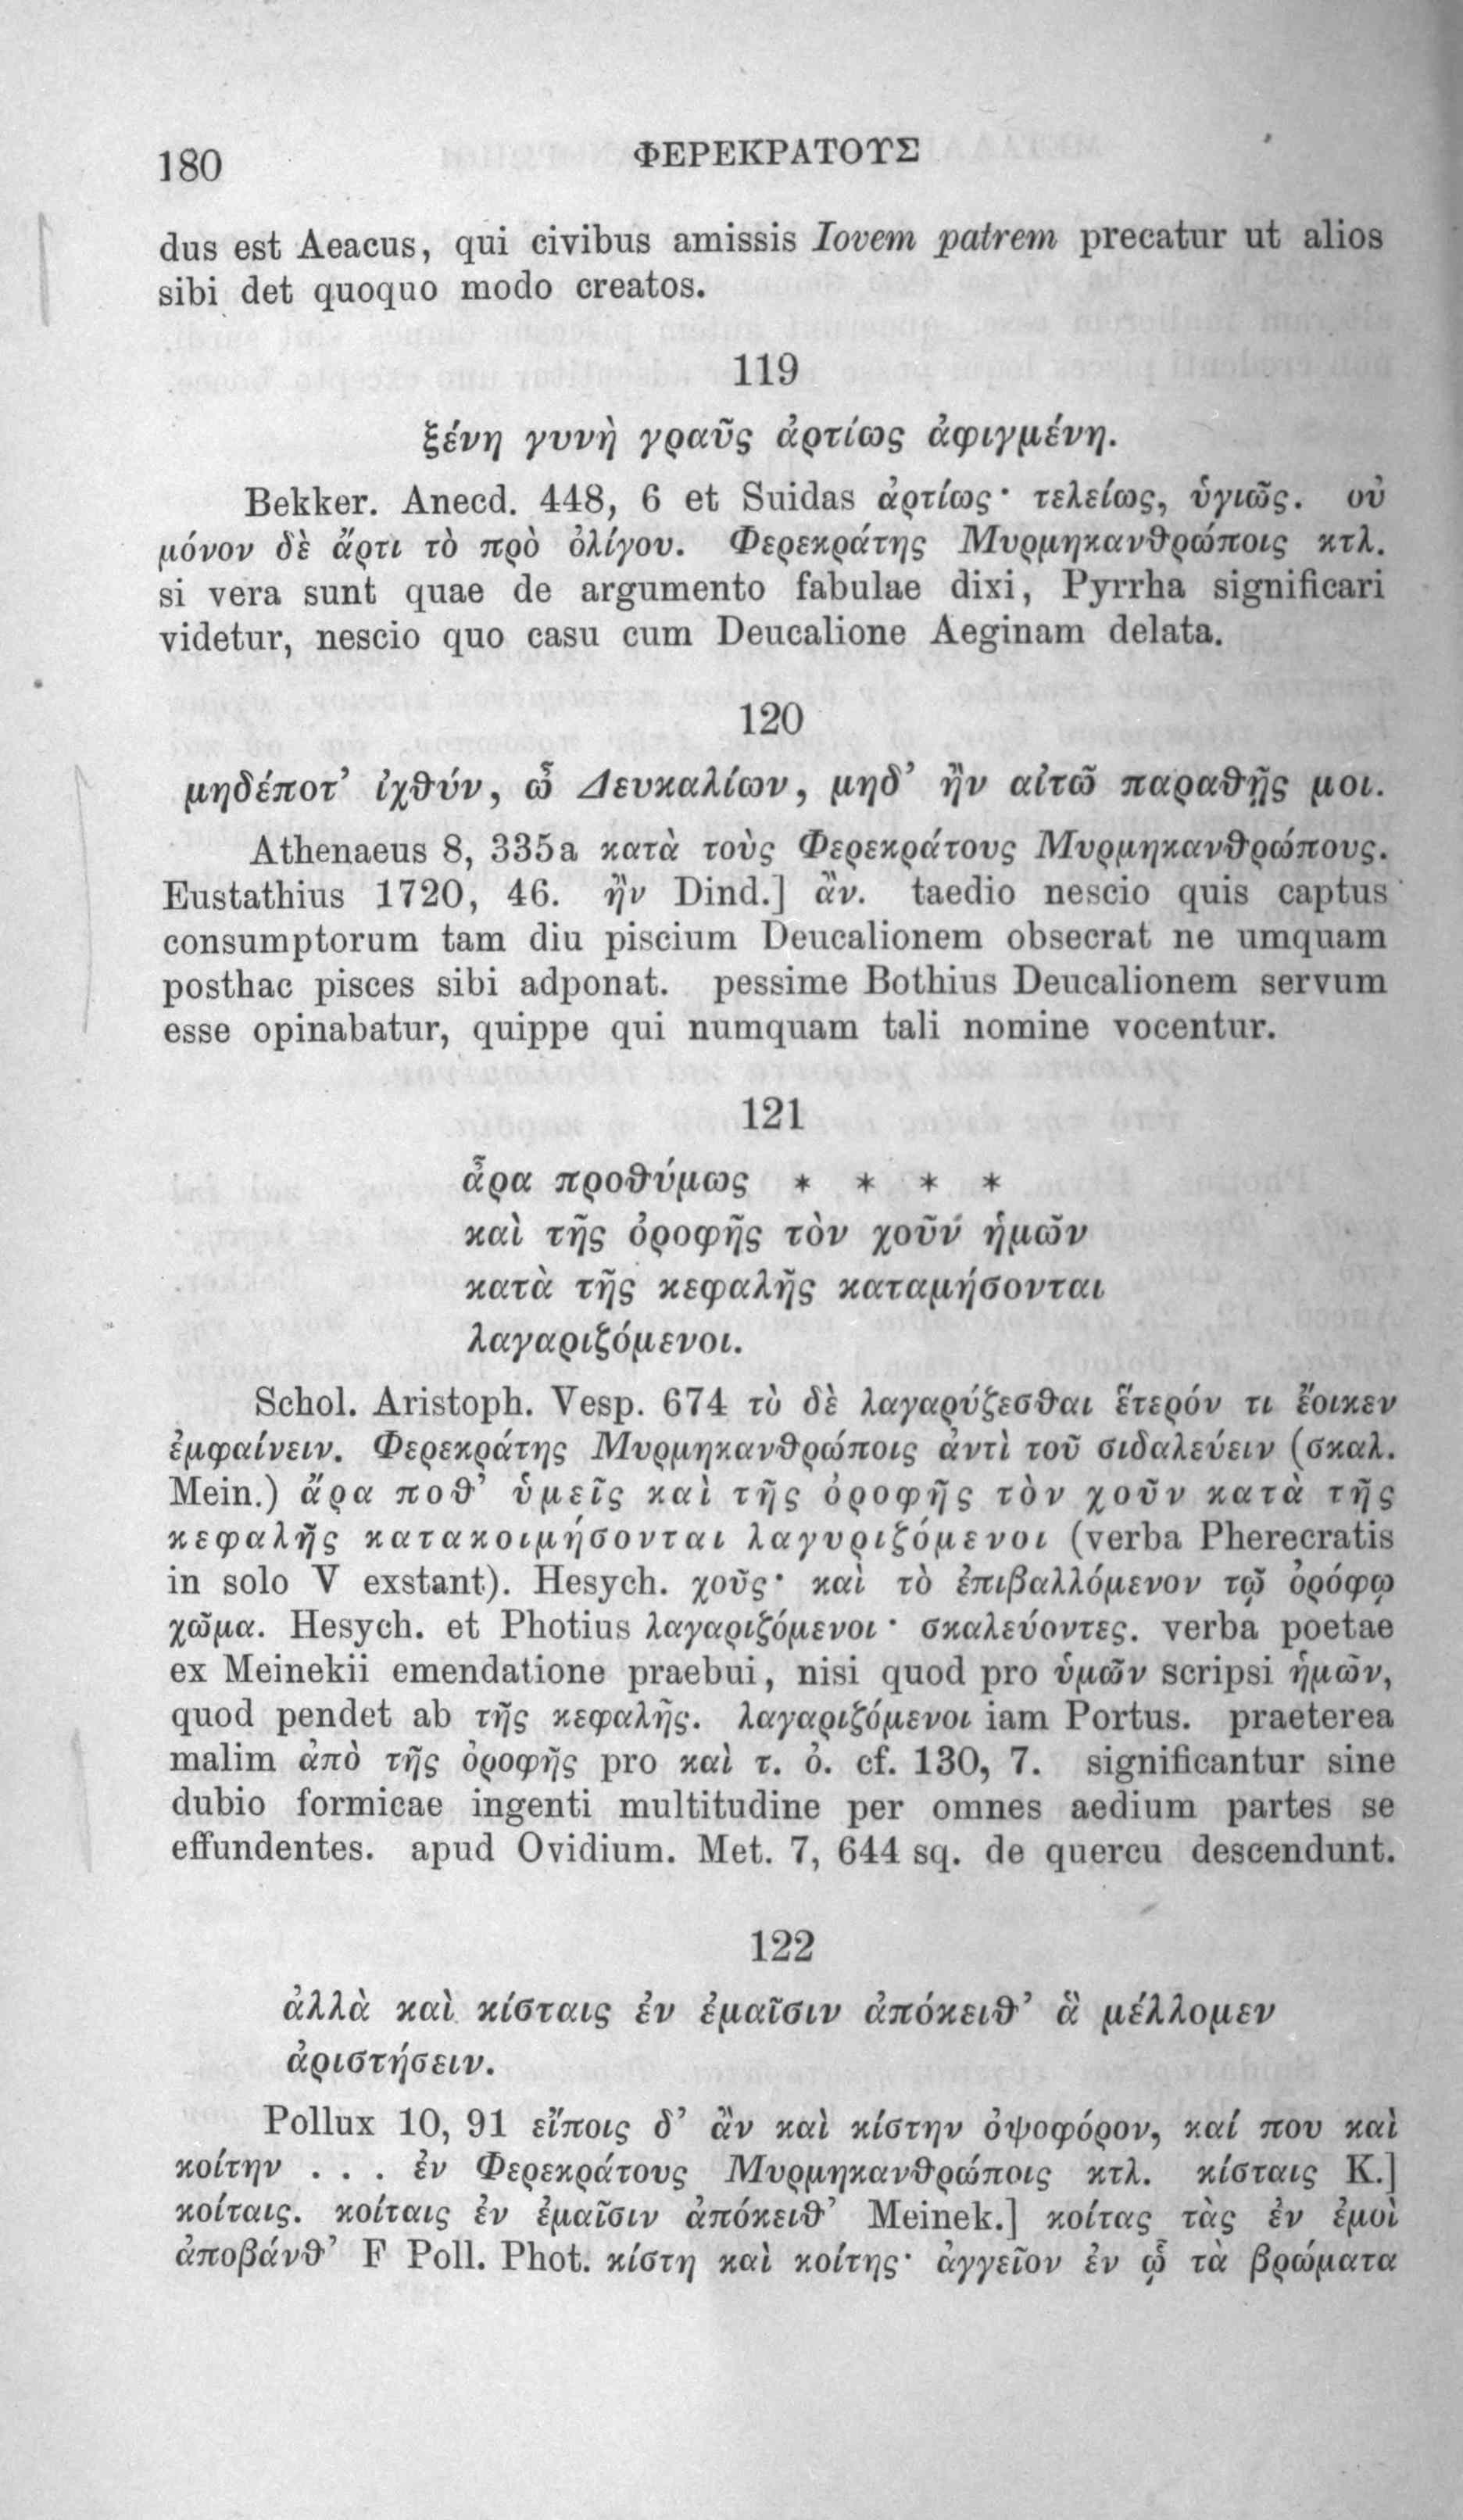 180 ΦΕΡΕΚΡΑΤΟΥΣ
dus est Aeacus, qui civibus amissis Iovem patrem precatur ut alios
sibi det quoquo modo creatos.
119
ξένη γυνὴ γραῦς ἀρτίως ἀφιγμένη.
Bekker. Anecd. 448, 6 et Suidas ἀρτίως· τελείως, ὑγιῶς. οὐ
μόνον δὲ ἄρτι τὸ πρὸ ὀλίγου. Φερεκράτης Μυρμηκανθρώποις κτλ.
si vera sunt quae de argumento fabulae dixi, Pyrrha significari
videtur, nescio quo casu cum Deucalione Aeginam delata.
120
μηδέποτ’ ἰχθύν, ὦ Δευκαλίων, μηδ’ ἢν αἰτῶ παραθῇς μοι.
Athenaeus 8, 335a κατὰ τοὺς Φερεκράτους Μυρμηκανθρώπους.
Eustathius 1720, 46. ἢν Dind.] ἂν. taedio nescio quis captus
consumptorum tam diu piscium Deucalionem obsecrat ne umquam
posthac pisces sibi adponat. pessime Bothius Deucalionem servum
esse opinabatur, quippe qui numquam tali nomine vocentur.
121
ἆρα προθύμως * * * *
καὶ τῆς ὀροφῆς τὸν χοῦν ἡμῶν
κατὰ τῆς κεφαλῆς καταμήσονται
λαγαριζόμενοι.
Schol. Aristoph. Vesp. 674 τὸ δὲ λαγαρύζεσθαι ἕτερόν τι ἔοικεν
ἐμφαίνειν. Φερεκράτης Μυρμηκανθρώποις ἀντὶ τοῦ σιδαλεύειν (σκαλ.
Mein.) ἄρα ποθ’ ὑμεῖς καὶ τῆς ὀροφῆς τὸν χοῦν κατὰ τῆς
κεφαλῆς κατακοιμήσονται λαγυριζόμενοι (verba Pherecratis
in solo V exstant). Hesych. χοῦς· καὶ τὸ ἐπιβαλλόμενον τῷ ὀρόφῳ
χῶμα. Hesych. et Photius λαγαριζόμενοι· σκαλεύοντες. verba poetae
ex Meinekii emendatione praebui, nisi quod pro ὑμῶν scripsi ἡμῶν,
quod pendet ab τῆς κεφαλῆς. λαγαριζόμενοι iam Portus. praeterea
malim ἀπὸ τῆς ὀροφῆς pro καὶ τ. ὀ. cf. 130, 7. significantur sine
dubio formicae ingenti multitudine per omnes aedium partes se
effundentes. apud Ovidium. Met. 7, 644 sq. de quercu descendunt.
122
ἀλλὰ καὶ κίσταις ἐν ἐμαῖσιν ἀπόκειθ’ ἃ μέλλομεν
ἀριστήσειν.
Pollux 10, 91 εἴποις δ’ ἂν καὶ κίστην ὀψοφόρον, καί που καὶ
κοίτην . . . ἐν Φερεκράτους Μυρμηκανθρώποις κτλ. κίσταις K.]
κοίταις. κοίταις ἐν ἐμαῖσιν ἀπόκειθ’ Meinek.] κοίτας τὰς ἐν ἐμοὶ
ἀποβάνθ’ F Poll. Phot. κίστη καὶ κοίτης· ἀγγεῖον ἐν ᾧ τὰ βρώματα